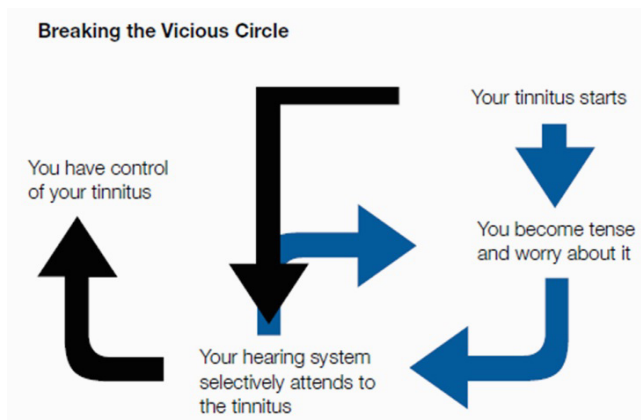 Breaking the Vicious Circle
Your tinnitus starts
You have control
of your tinnitus
You become tense
and worry about it
Your hearing system
selectively attends to
the tinnitus